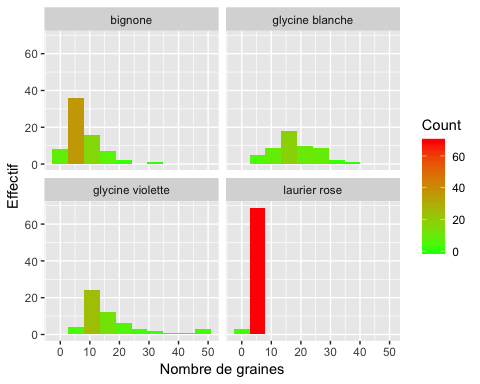 bignone
glycine blanche
60
40
20
0
Effectif
glycine violette
laurier rose
60
40
20
0
0 10 20 30 40 50
0 10 20 30 40 50
Nombre de graines
Count
60
40
20
0